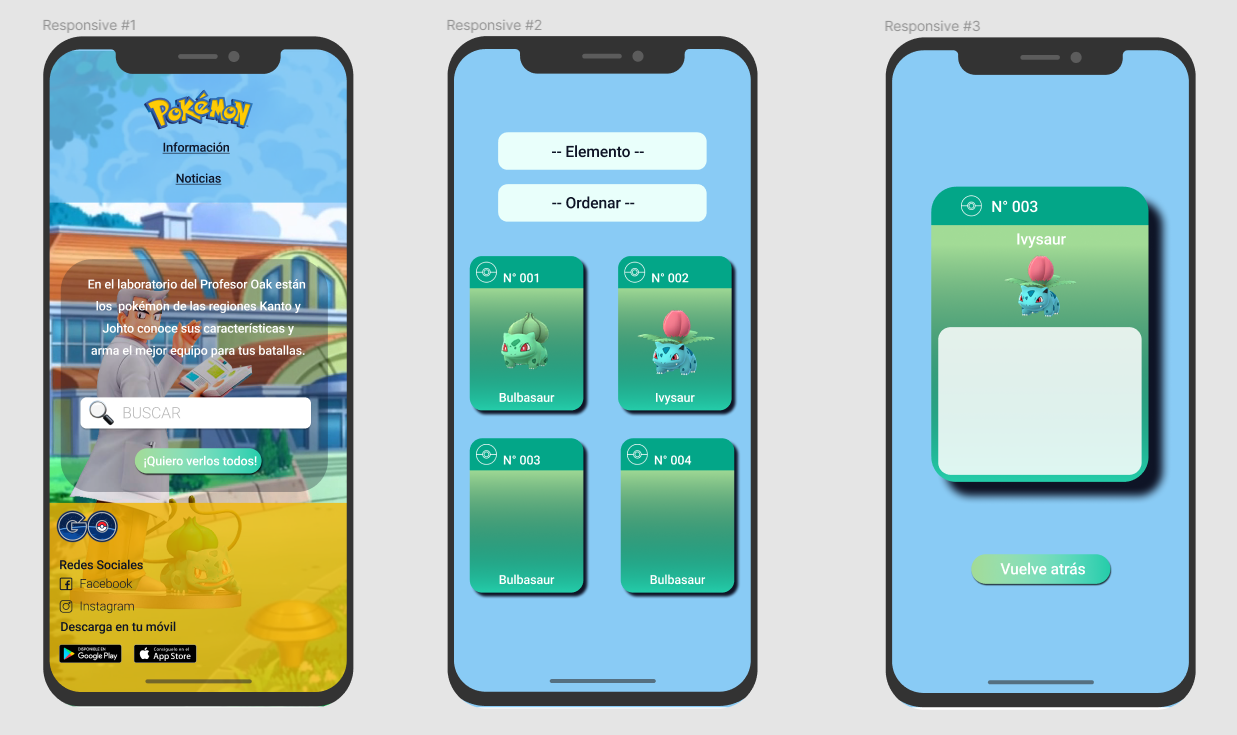 Responsive #1
POKéMON
Información
Noticias
En el laboratorio del Profesor Oak están
los pokémon de las regiones Kanto y
Johto conoce sus características y
arma el mejor equipo para tus batallas.
BUSCAR
¡Quiero verlos todos!
GO
Redes Sociales
Facebook
Instagram
Descarga en tu móvil
DISPONIBLE EN
Google Play
Consíguelo en el
App Store
Responsive #2
-- Elemento --
-- Ordenar --
N° 001
Bulbasaur
N° 002
Ivysaur
N° 003
Bulbasaur
N° 004
Bulbasaur
Responsive #3
N° 003
Ivysaur
Vuelve atrás